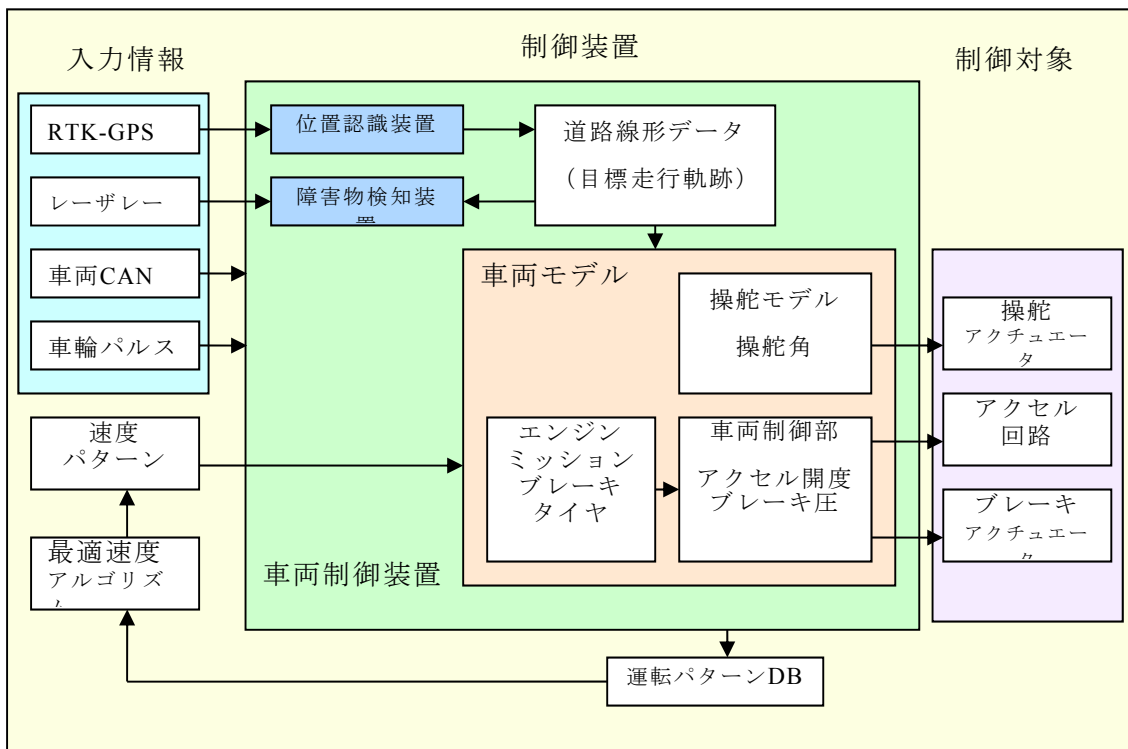 入力情報
制御装置
制御対象
RTK-GPS
レーザレー
車両CAN
車輪パルス
位置認識装置
障害物検知装
道路線形データ
（目標走行軌跡）
車両モデル
操舵モデル
操舵角
エンジン
ミッション
ブレーキ
タイヤ
車両制御部
アクセル開度
ブレーキ圧
車両制御装置
操舵
アクチュエー
タ
アクセル
回路
ブレーキ
アクチュエー
速度
パターン
最適速度
アルゴリズ
運転パターンDB